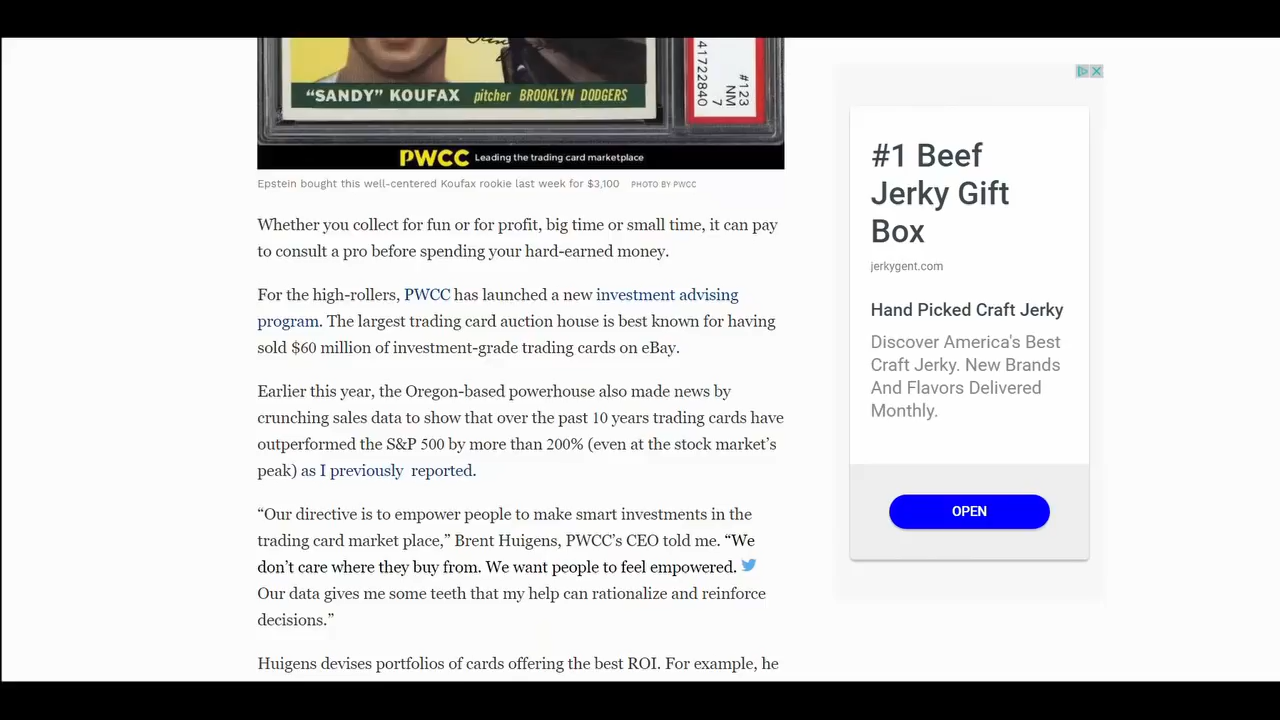 "SANDY" KOUFAX pitcher BROOKLYN DODGERS
41722840
#123
NM
7
PWCC Leading the trading card marketplace
Epstein bought this well-centered Koufax rookie last week for $3,100 PHOTO BY PWCC
Whether you collect for fun or for profit, big time or small time, it can pay
to consult a pro before spending your hard-earned money.
For the high-rollers, PWCC has launched a new investment advising
program. The largest trading card auction house is best known for having
sold $60 million of investment-grade trading cards on eBay.
Earlier this year, the Oregon-based powerhouse also made news by
crunching sales data to show that over the past 10 years trading cards have
outperformed the S&P 500 by more than 200% (even at the stock market’s
peak) as I previously reported.
“Our directive is to empower people to make smart investments in the
trading card market place,” Brent Huigens, PWCC’s CEO told me. “We
don’t care where they buy from. We want people to feel empowered.
Our data gives me some teeth that my help can rationalize and reinforce
decisions.”
Huigens devises portfolios of cards offering the best ROI. For example, he
#1 Beef
Jerky Gift
Box
jerkygent.com
Hand Picked Craft Jerky
Discover America's Best
Craft Jerky. New Brands
And Flavors Delivered
Monthly.
OPEN